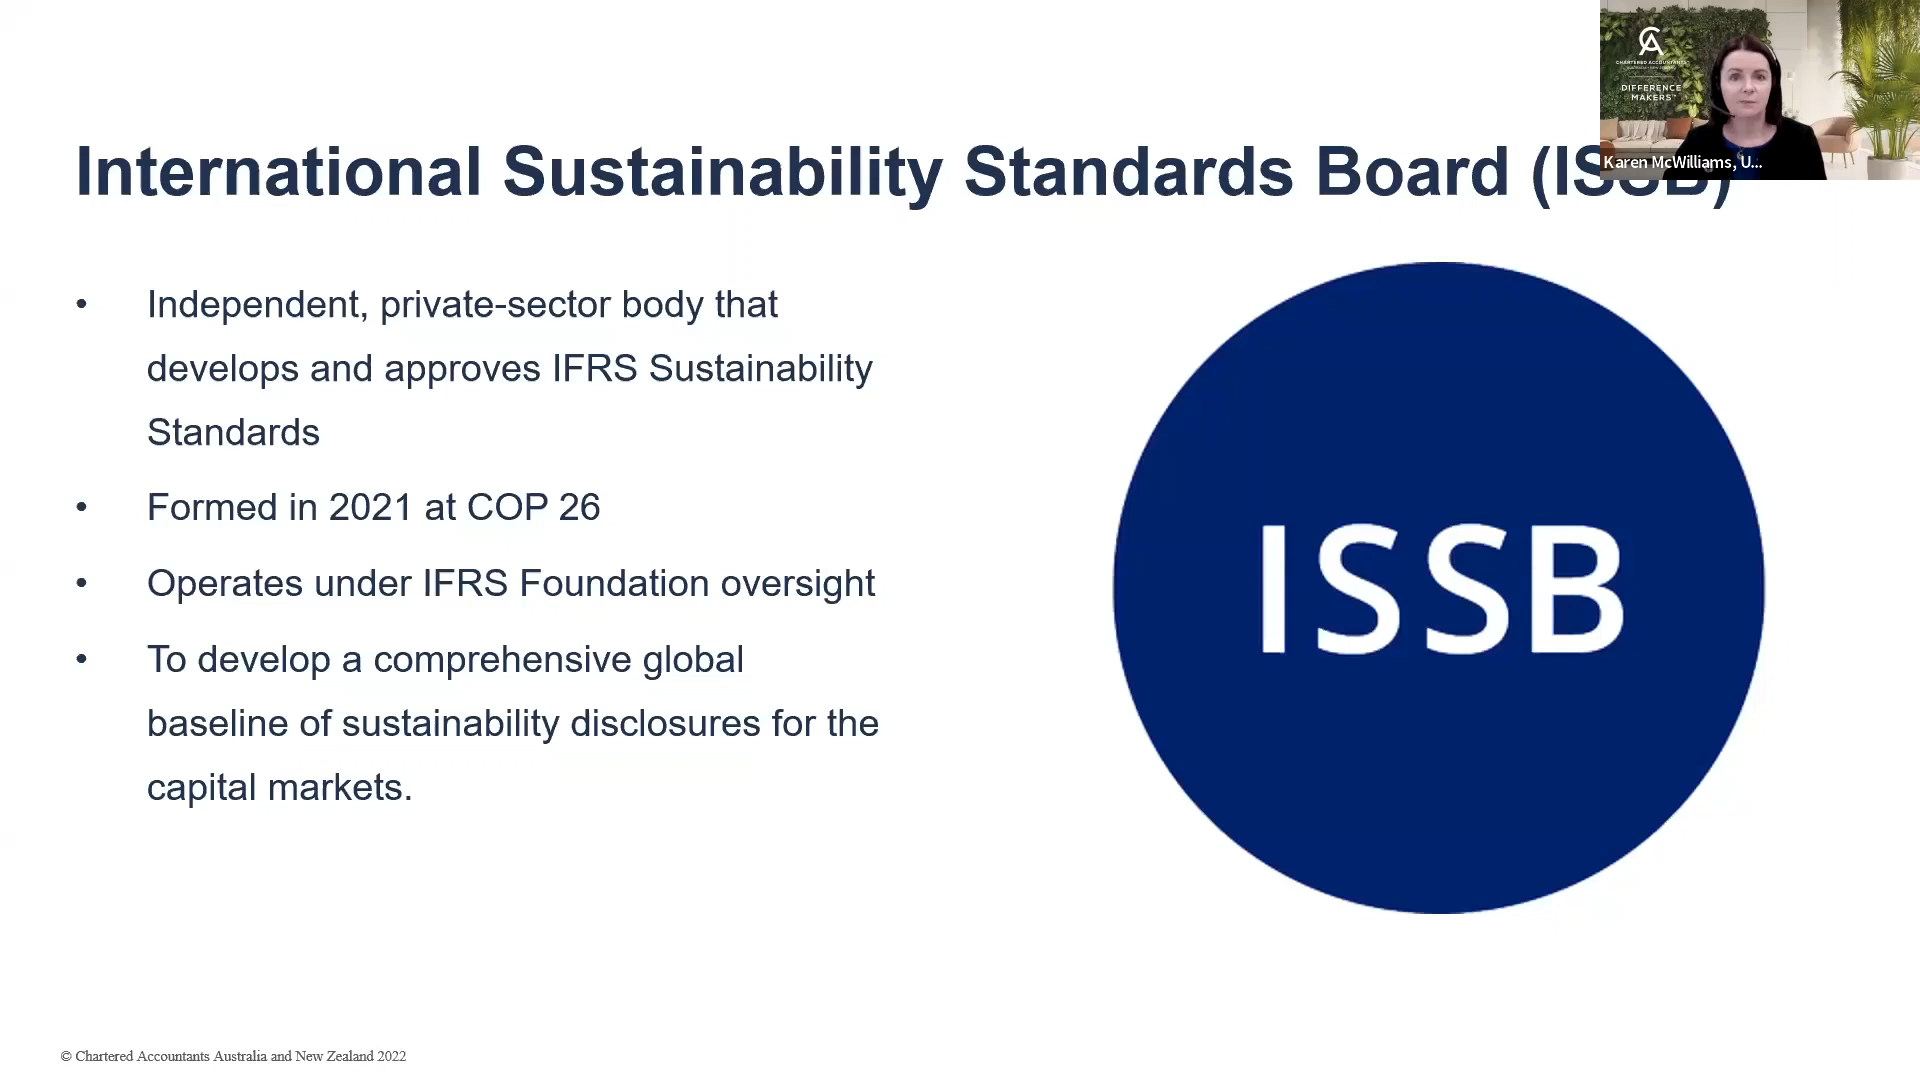 CA
CHARTERED ACCOUNTANTS
DIFFERENCE
MAKERS™
Karen McWilliams, U...
International Sustainability Standards Board (ISSB)
• Independent, private-sector body that
develops and approves IFRS Sustainability
Standards
• Formed in 2021 at COP 26
• Operates under IFRS Foundation oversight
• To develop a comprehensive global
baseline of sustainability disclosures for the
capital markets.
ISSB
© Chartered Accountants Australia and New Zealand 2022